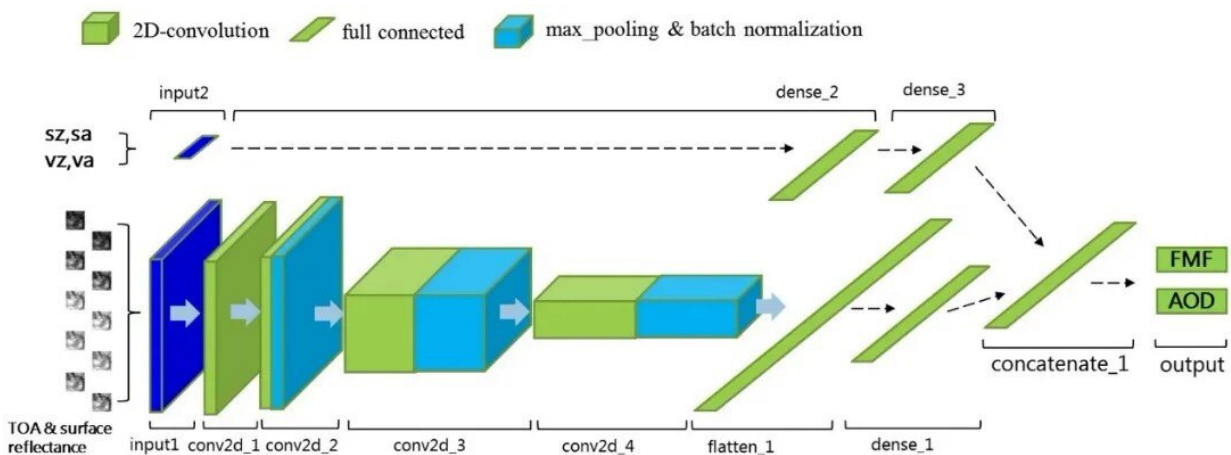 2D-convolution full connected max_pooling & batch normalization
input2 dense_2 dense_3
sz,sa
vz,va
FMF
AOD
concatenate_1 output
TOA & surface
reflectance
input1 conv2d_1 conv2d_2 conv2d_3 conv2d_4 flatten_1 dense_1